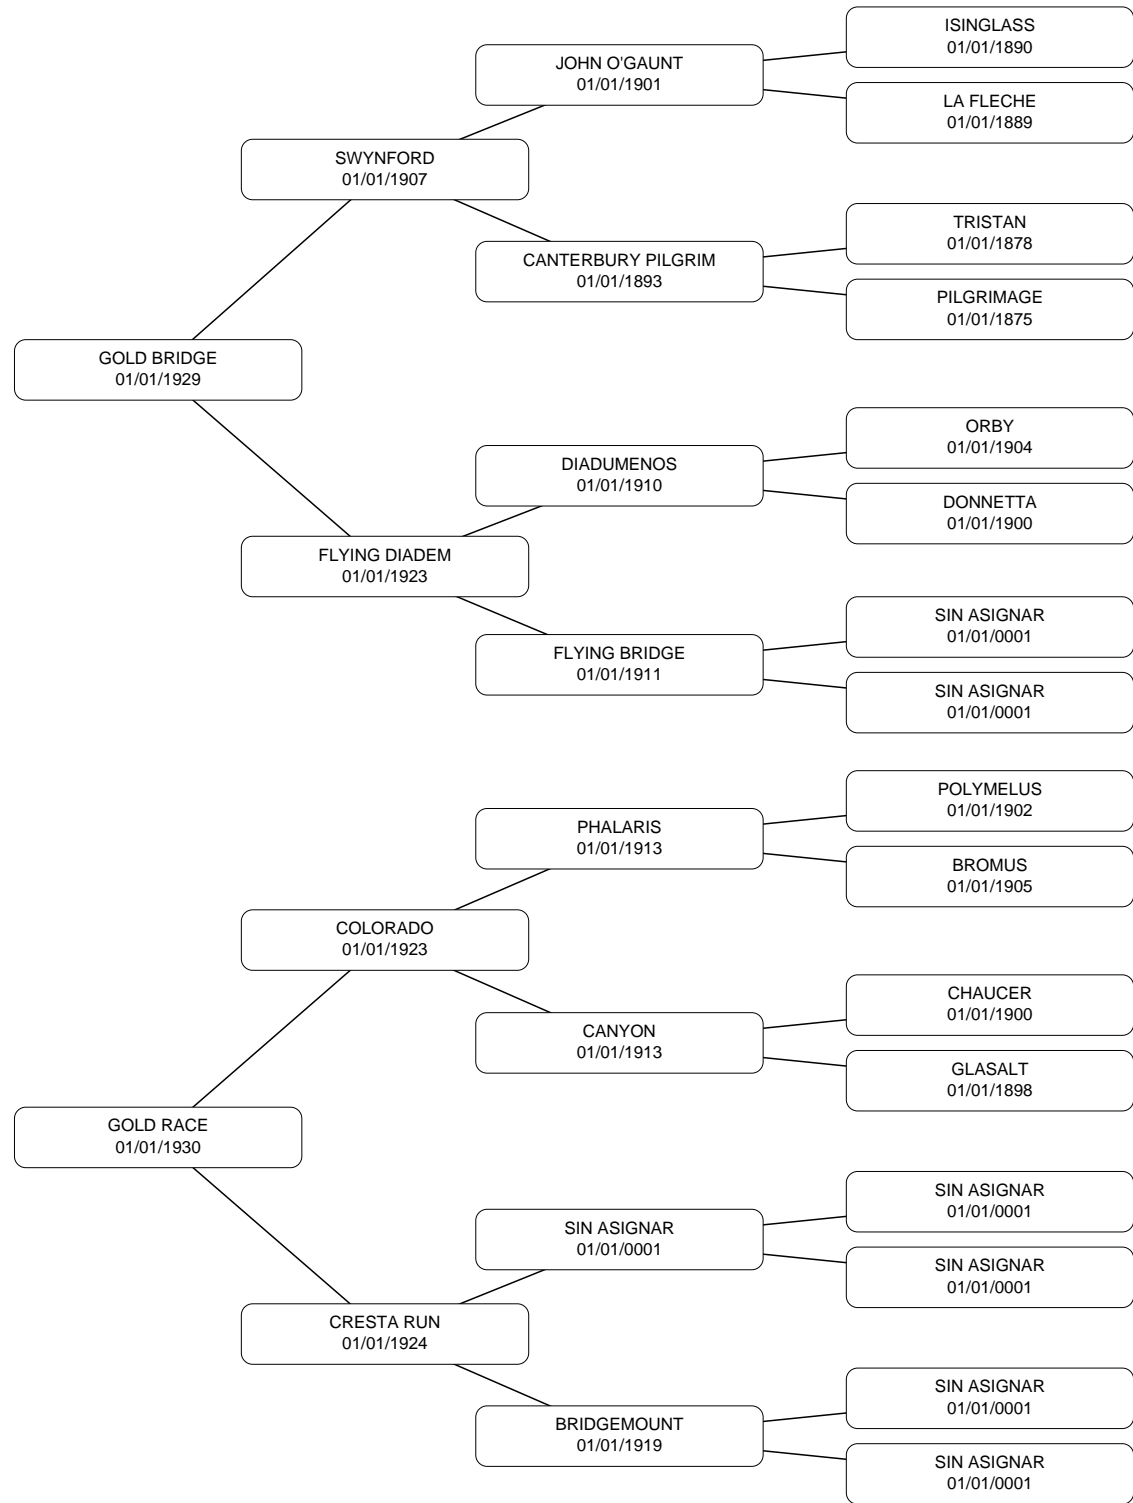 ISINGLASS
01/01/1890
JOHN O'GAUNT
01/01/1901
LA FLECHE
01/01/1889
SWYNFORD
01/01/1907
TRISTAN
01/01/1878
CANTERBURY PILGRIM
01/01/1893
PILGRIMAGE
01/01/1875
GOLD BRIDGE
01/01/1929
ORBY
01/01/1904
DIADUMENOS
01/01/1910
DONNETTA
01/01/1900
FLYING DIADEM
01/01/1923
SIN ASIGNAR
01/01/0001
FLYING BRIDGE
01/01/1911
SIN ASIGNAR
01/01/0001
POLYMELUS
01/01/1902
PHALARIS
01/01/1913
BROMUS
01/01/1905
COLORADO
01/01/1923
CHAUCER
01/01/1900
CANYON
01/01/1913
GLASALT
01/01/1898
GOLD RACE
01/01/1930
SIN ASIGNAR
01/01/0001
SIN ASIGNAR
01/01/0001
SIN ASIGNAR
01/01/0001
CRESTA RUN
01/01/1924
SIN ASIGNAR
01/01/0001
BRIDGEMOUNT
01/01/1919
SIN ASIGNAR
01/01/0001